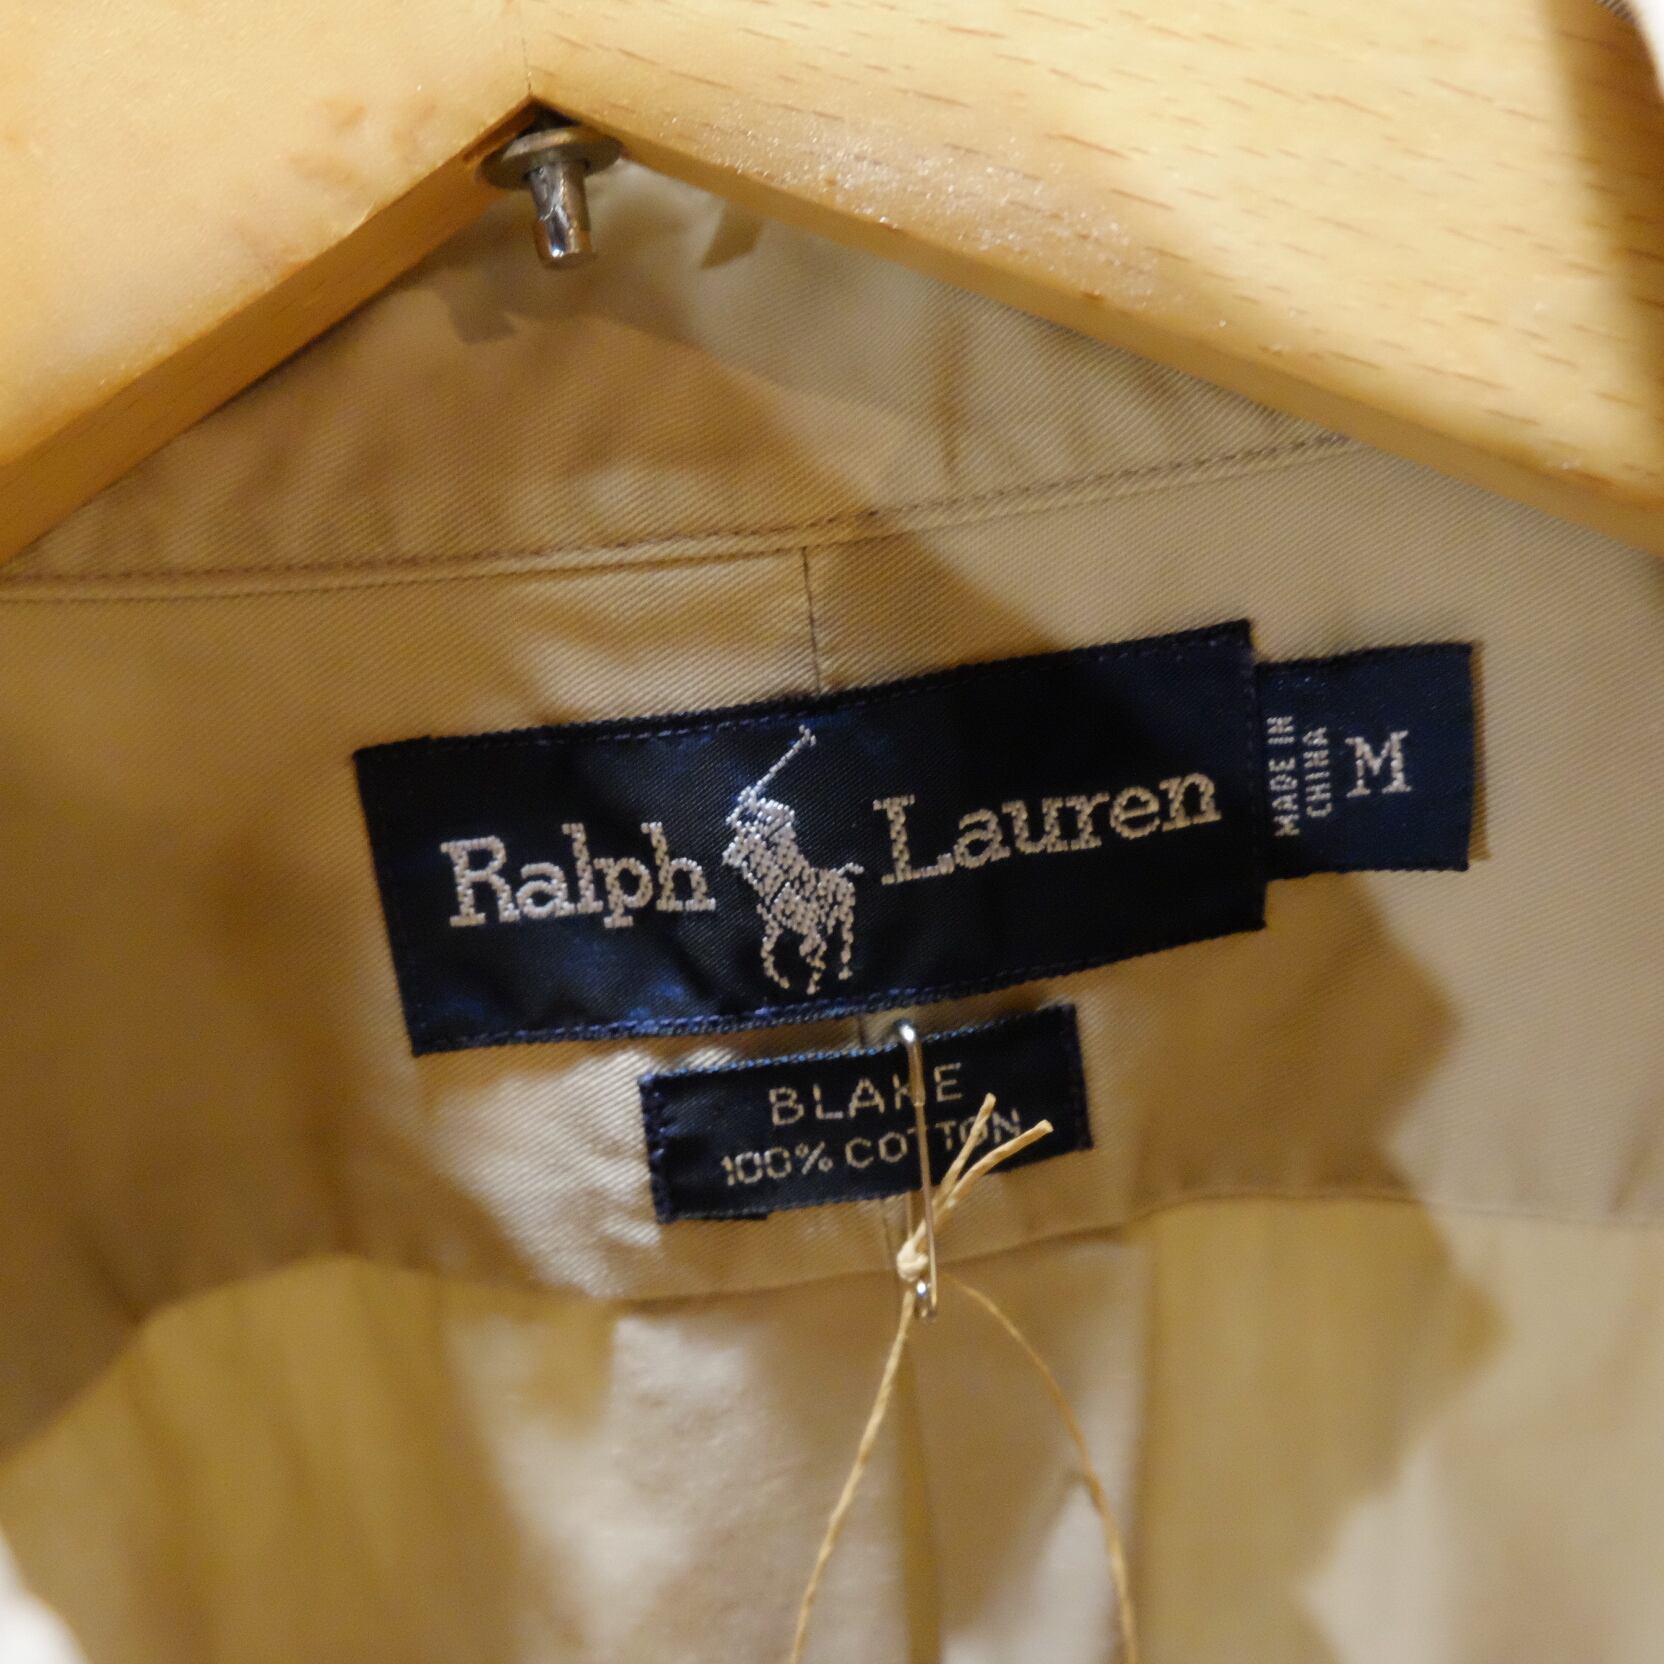 Ralph Lauren
MADE IN
CHINA
M
BLAKE
100% COTTON